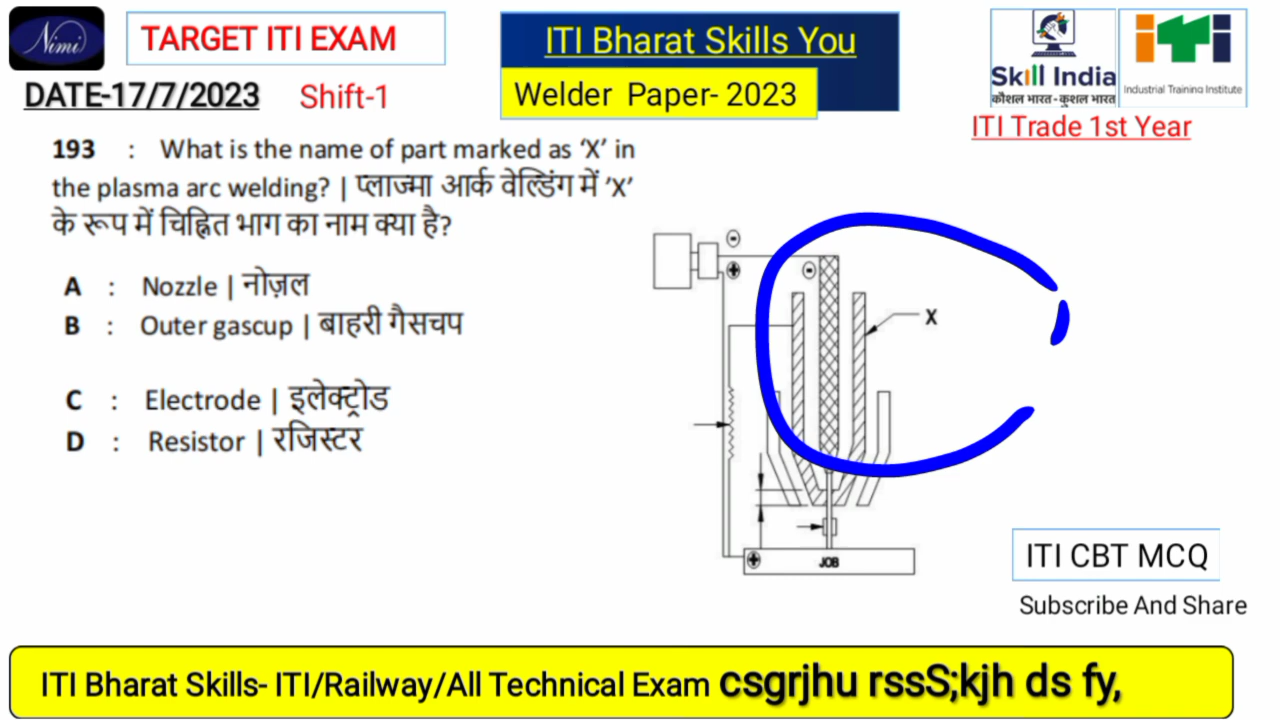 Nimi
TARGET ITI EXAM
ITI Bharat Skills You
Skill India
कौशल भारत-कुशल भारत
iTi
Industrial Training Institute
DATE-17/7/2023 Shift-1
Welder Paper- 2023
ITI Trade 1st Year
193 : What is the name of part marked as ‘X’ in
the plasma arc welding? | प्लाज्मा आर्क वेल्डिंग में ’X’
के रूप में चिह्नित भाग का नाम क्या है?
A : Nozzle | नोज़ल
B : Outer gascup | बाहरी गैसचप
C : Electrode | इलेक्ट्रोड
D : Resistor | रजिस्टर
X
JOB
ITI CBT MCQ
Subscribe And Share
ITI Bharat Skills- ITI/Railway/All Technical Exam csgrjhu rssS;kjh ds fy,